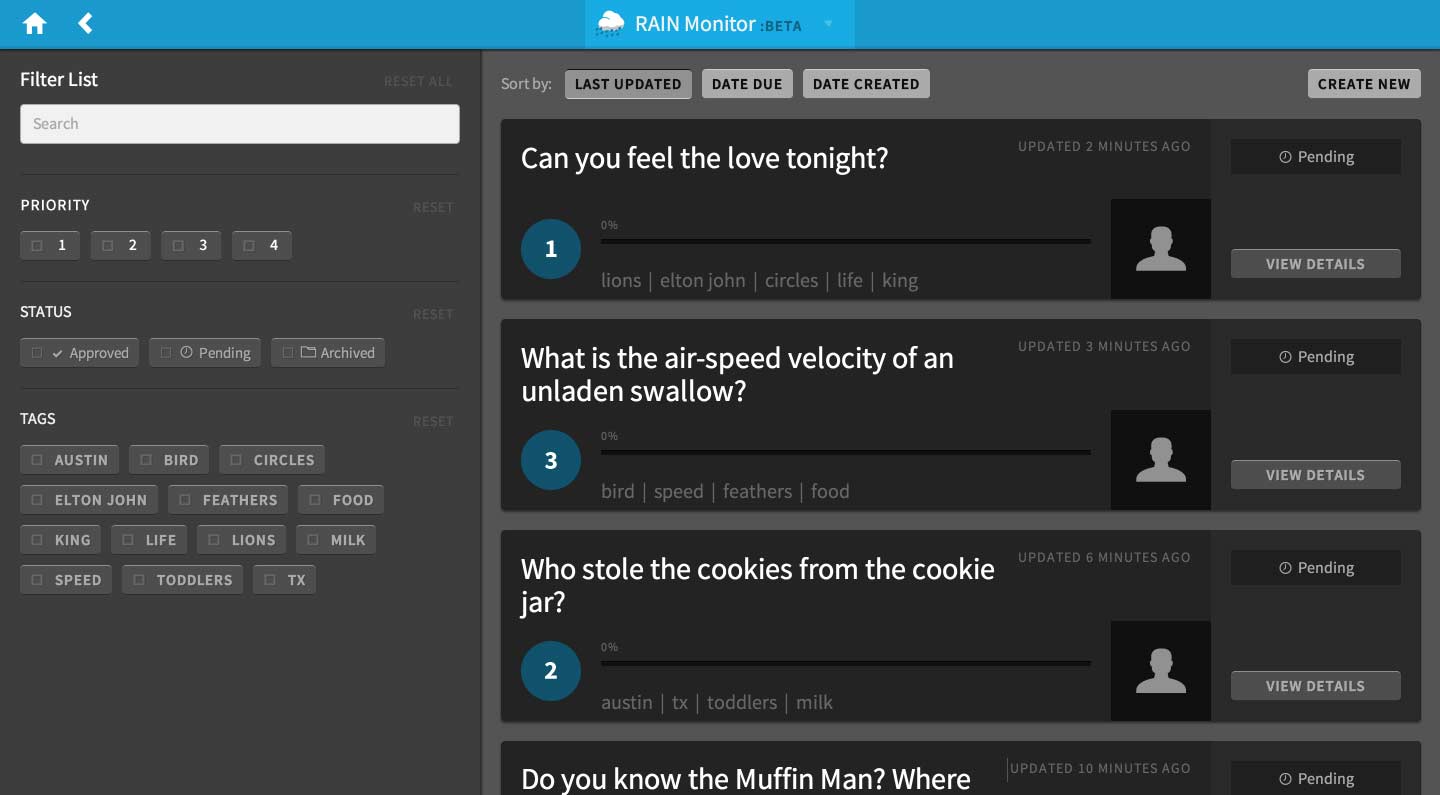 RAIN Monitor :BETA
Filter List
RESET ALL
Search
PRIORITY
RESET
1 2 3 4
STATUS
RESET
Approved Pending Archived
TAGS
RESET
AUSTIN BIRD CIRCLES
ELTON JOHN FEATHERS FOOD
KING LIFE LIONS MILK
SPEED TODDLERS TX
Sort by: LAST UPDATED DATE DUE DATE CREATED
CREATE NEW
Can you feel the love tonight?
UPDATED 2 MINUTES AGO
Pending
1
0%
lions | elton john | circles | life | king
VIEW DETAILS
What is the air-speed velocity of an
unladen swallow?
UPDATED 3 MINUTES AGO
Pending
3
0%
bird | speed | feathers | food
VIEW DETAILS
Who stole the cookies from the cookie
jar?
UPDATED 6 MINUTES AGO
Pending
2
0%
austin | tx | toddlers | milk
VIEW DETAILS
Do you know the Muffin Man? Where
UPDATED 10 MINUTES AGO
Pending